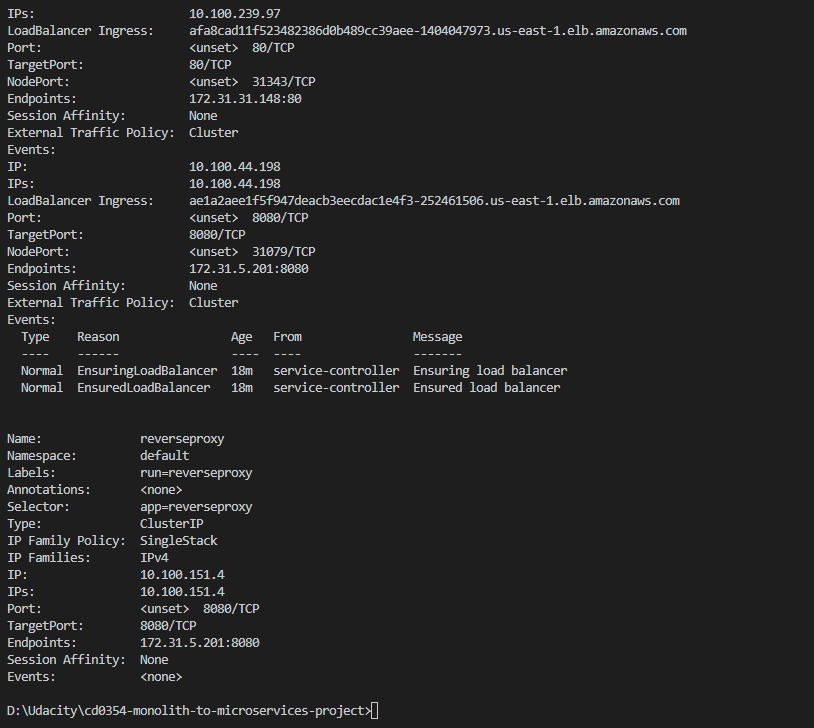 IPs:                      10.100.239.97
LoadBalancer Ingress:     afa8cad11f523482386d0b489cc39aee-1404047973.us-east-1.elb.amazonaws.com
Port:                     <unset>  80/TCP
TargetPort:               80/TCP
NodePort:                 <unset>  31343/TCP
Endpoints:                172.31.31.148:80
Session Affinity:         None
External Traffic Policy:  Cluster
Events:
IP:                       10.100.44.198
IPs:                      10.100.44.198
LoadBalancer Ingress:     ae1a2aee1f5f947deacb3eecdac1e4f3-252461506.us-east-1.elb.amazonaws.com
Port:                     <unset>  8080/TCP
TargetPort:               8080/TCP
NodePort:                 <unset>  31079/TCP
Endpoints:                172.31.5.201:8080
Session Affinity:         None
External Traffic Policy:  Cluster
Events:
  Type    Reason                Age   From                Message
  ----    ------                ----  ----                -------
  Normal  EnsuringLoadBalancer  18m   service-controller  Ensuring load balancer
  Normal  EnsuredLoadBalancer   18m   service-controller  Ensured load balancer
Name:              reverseproxy
Namespace:         default
Labels:            run=reverseproxy
Annotations:       <none>
Selector:          app=reverseproxy
Type:              ClusterIP
IP Family Policy:  SingleStack
IP Families:       IPv4
IP:                10.100.151.4
IPs:               10.100.151.4
Port:              <unset>  8080/TCP
TargetPort:        8080/TCP
Endpoints:         172.31.5.201:8080
Session Affinity:  None
Events:            <none>
D:\Udacity\cd0354-monolith-to-microservices-project>